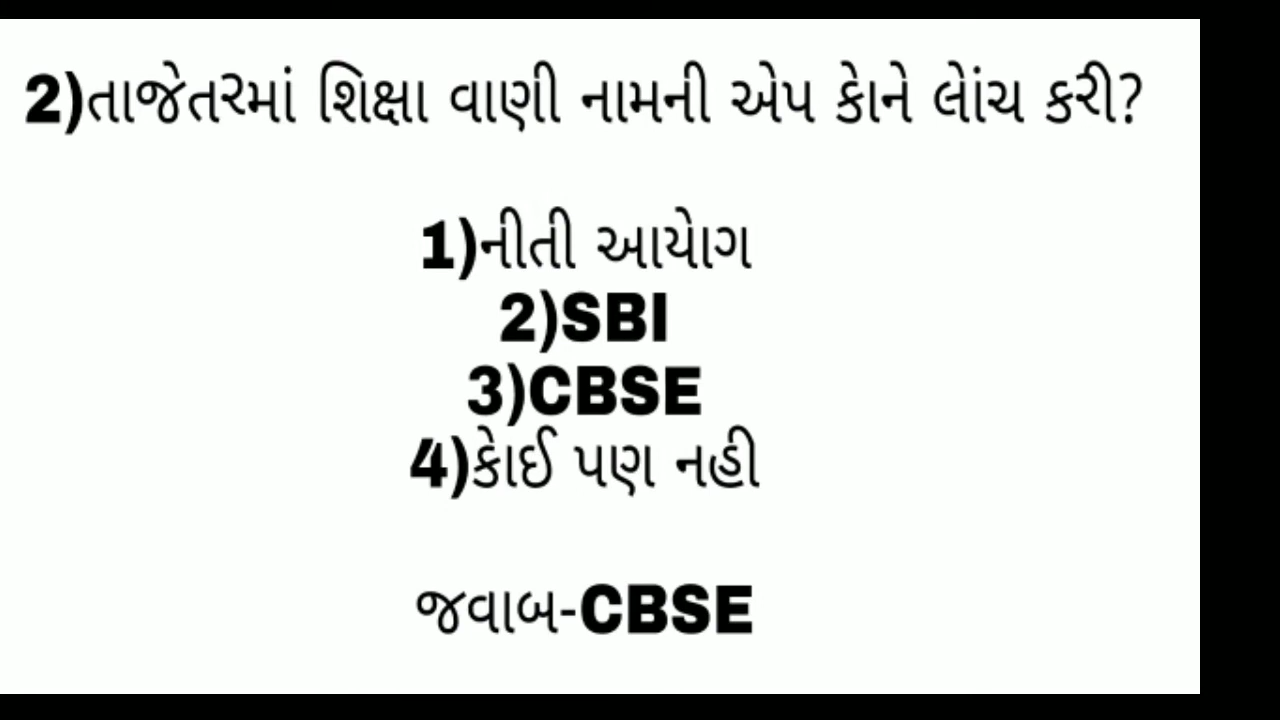 2)તાજેતરમાં શિક્ષા વાણી નામની એપ કોને લોંચ કરી?
1)નીતી આયોગ
2)SBI
3)CBSE
4)કોઈ પણ નહી
જવાબ-CBSE